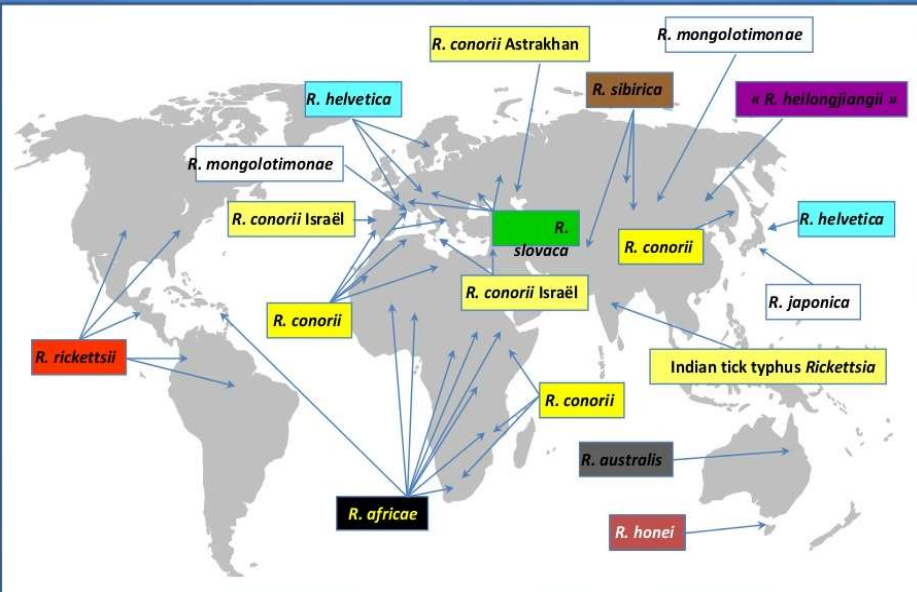 R. conorii Astrakhan
R. mongolotimonae
R. sibirica
R. helvetica
« R. heilongjiangii »
R. mongolotimonae
R. conorii Israël
R. helvetica
R.
slovaca
R. conorii
R. conorii Israël
R. japonica
R. conorii
R. rickettsii
Indian tick typhus Rickettsia
R. conorii
R. australis
R. africae
R. honei